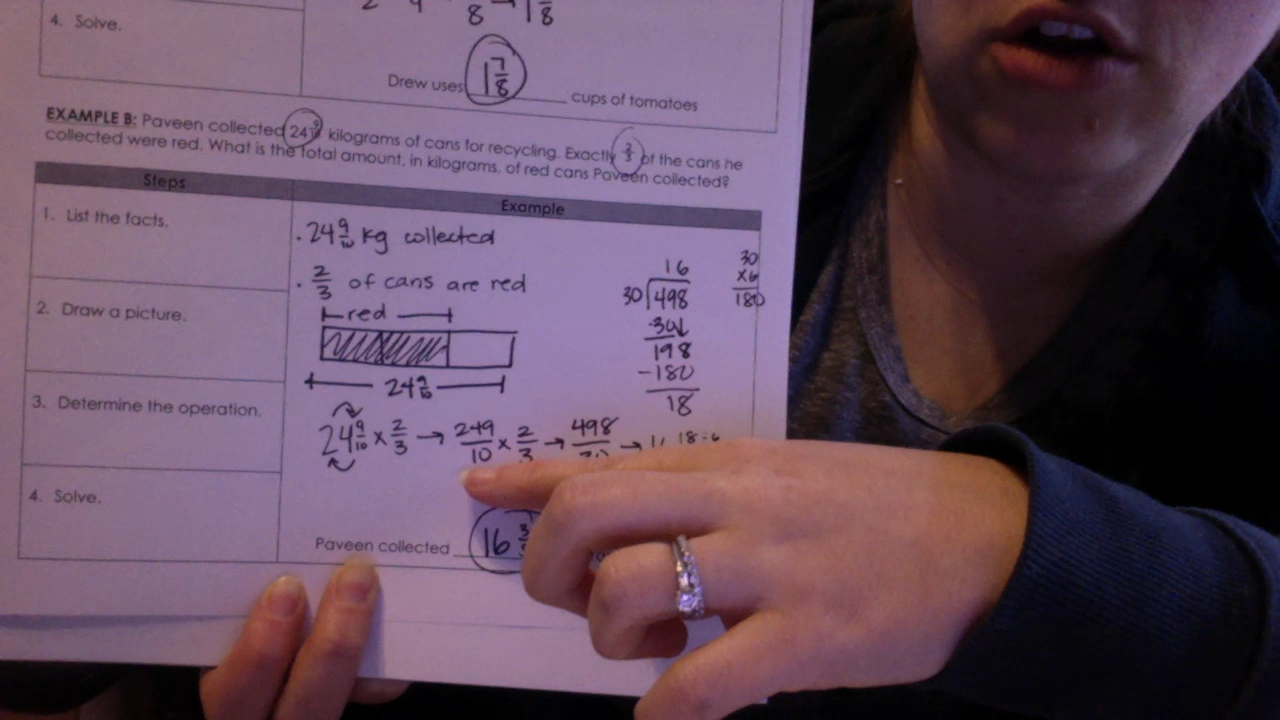 4. Solve.
8 → 1 8
Drew uses 1 7/8 cups of tomatoes
EXAMPLE B: Paveen collected 24 9/10 kilograms of cans for recycling. Exactly 2/3 of the cans he
collected were red. What is the total amount, in kilograms, of red cans Paveen collected?
Steps
Example
1. List the facts.
. 24 9/10 kg collected
. 2/3 of cans are red
2. Draw a picture.
red
24 9/10
16
30 498
198
-180
18
30
x6
180
3. Determine the operation.
24 9/10 x 2/3 → 249/10 x 2/3 → 498/30 →
4. Solve.
Paveen collected 16